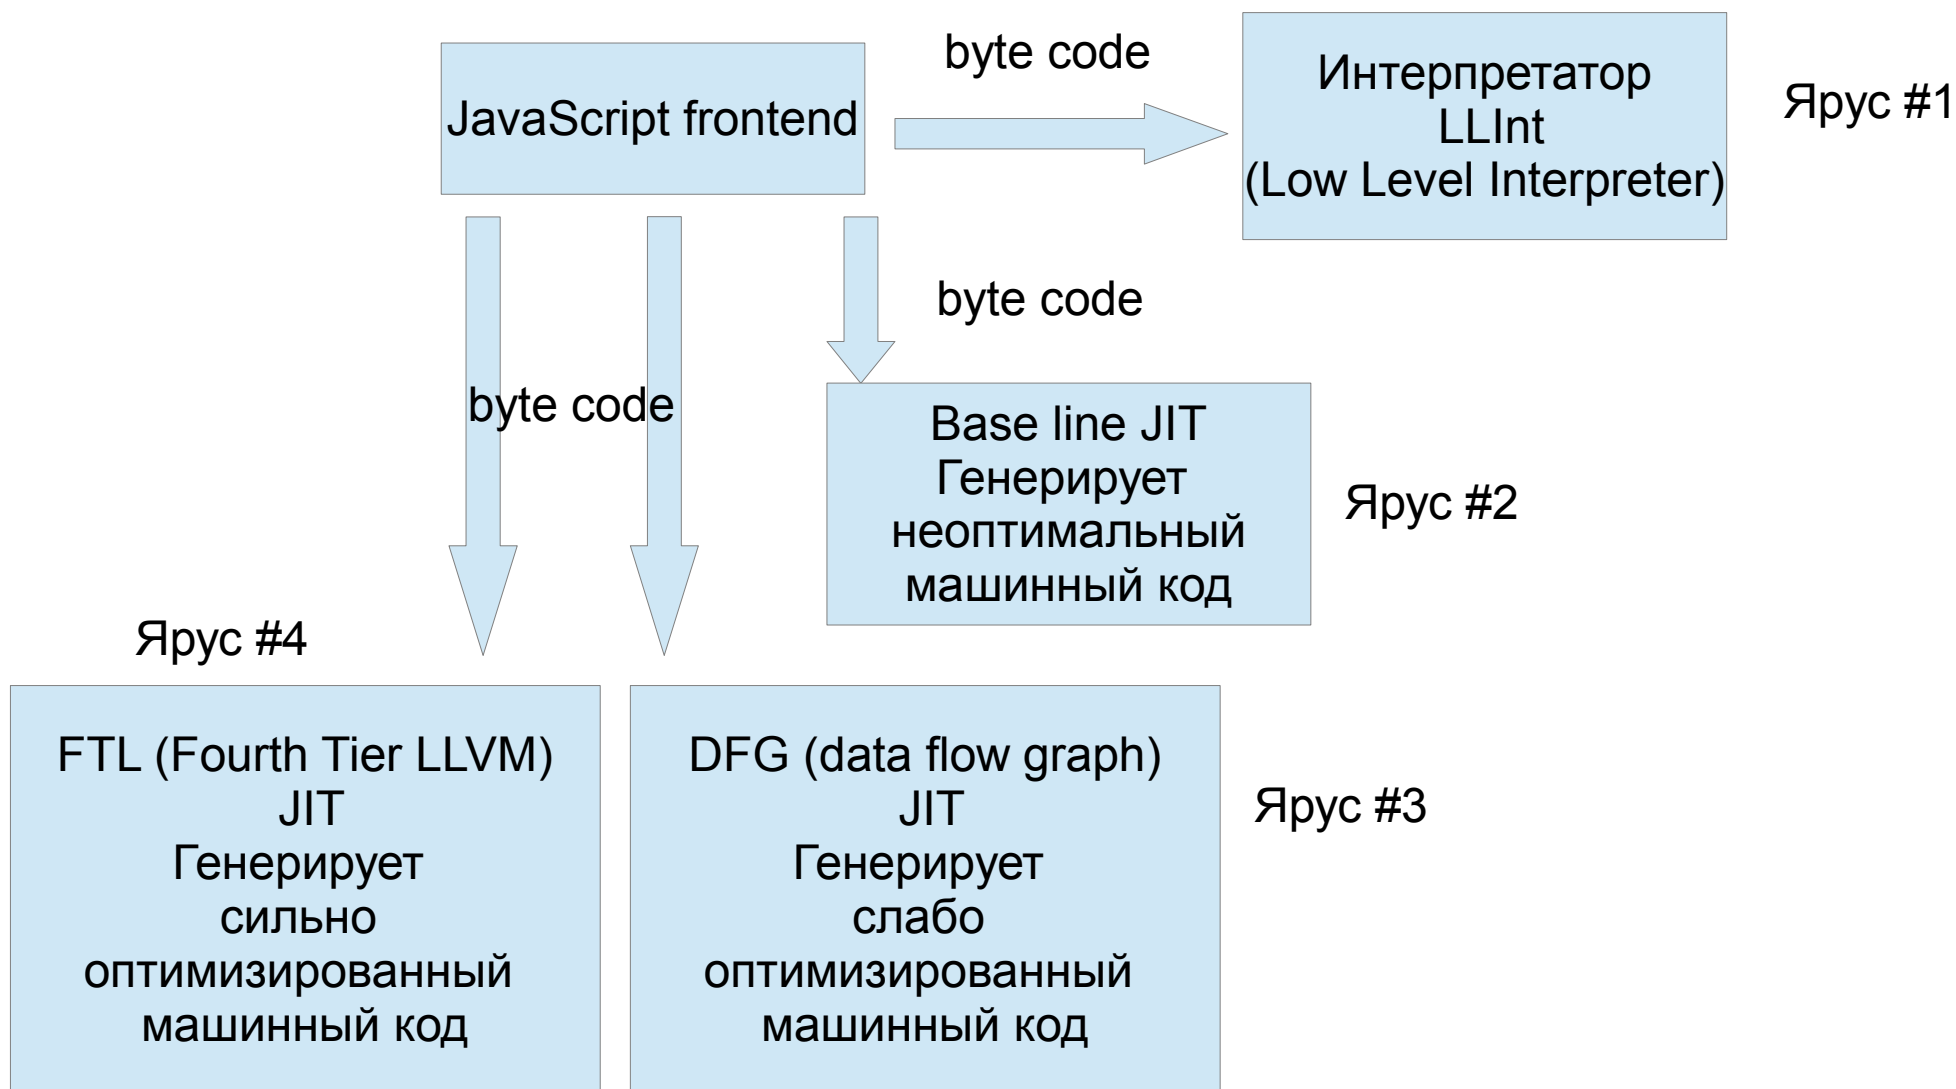 JavaScript frontend
byte code
Интерпретатор
LLInt
(Low Level Interpreter)
Ярус #1
byte code
byte code
Base line JIT
Генерирует
неоптимальный
машинный код
Ярус #2
Ярус #4
FTL (Fourth Tier LLVM)
JIT
Генерирует
сильно
оптимизированный
машинный код
DFG (data flow graph)
JIT
Генерирует
слабо
оптимизированный
машинный код
Ярус #3